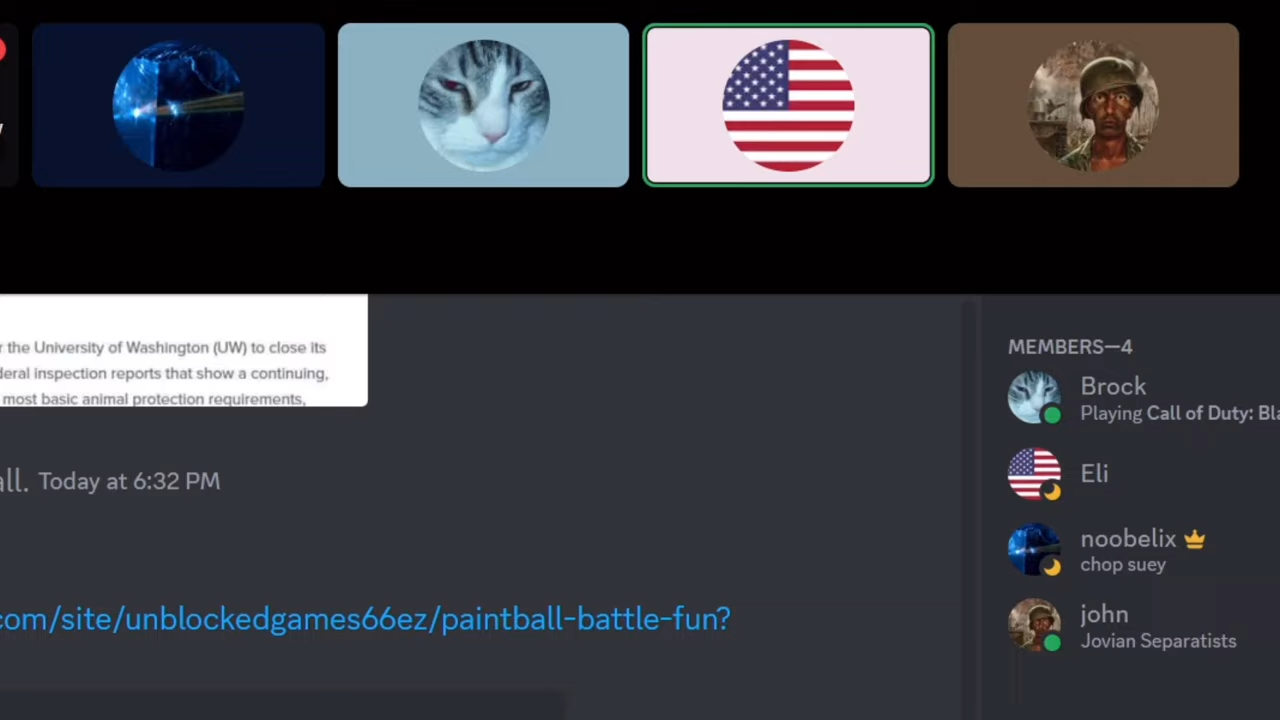 r the University of Washington (UW) to close its
deral inspection reports that show a continuing,
most basic animal protection requirements,
all. Today at 6:32 PM
com/site/unblockedgames66ez/paintball-battle-fun?
MEMBERS—4
Brock
Playing Call of Duty: Bla
Eli
noobelix
chop suey
john
Jovian Separatists